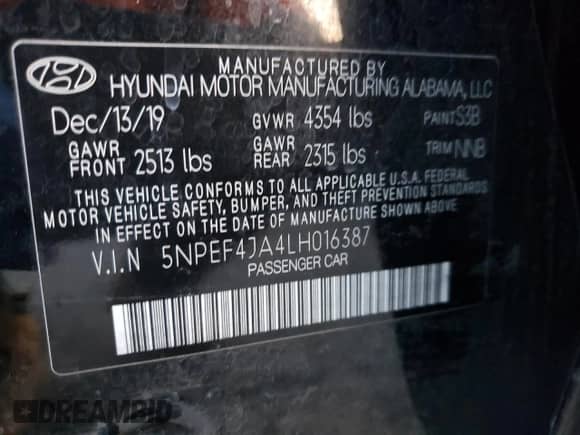 MANUFACTURED BY
HYUNDAI MOTOR MANUFACTURING ALABAMA, LLC
Dec/13/19 GVWR 4354 lbs PAINT S3B
GAWR FRONT 2513 lbs GAWR REAR 2315 lbs TRIM NNB
THIS VEHICLE CONFORMS TO ALL APPLICABLE U.S.A. FEDERAL
MOTOR VEHICLE SAFETY, BUMPER, AND THEFT PREVENTION STANDARDS
IN EFFECT ON THE DATE OF MANUFACTURE SHOWN ABOVE.
V.I.N 5NPEF4JA4LH016387
PASSENGER CAR
DREAMBID